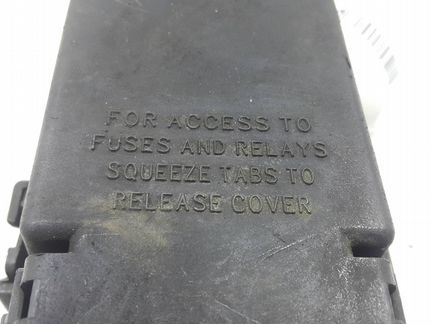 FOR ACCESS TO
FUSES AND RELAYS
SQUEEZE TABS TO
RELEASE COVER